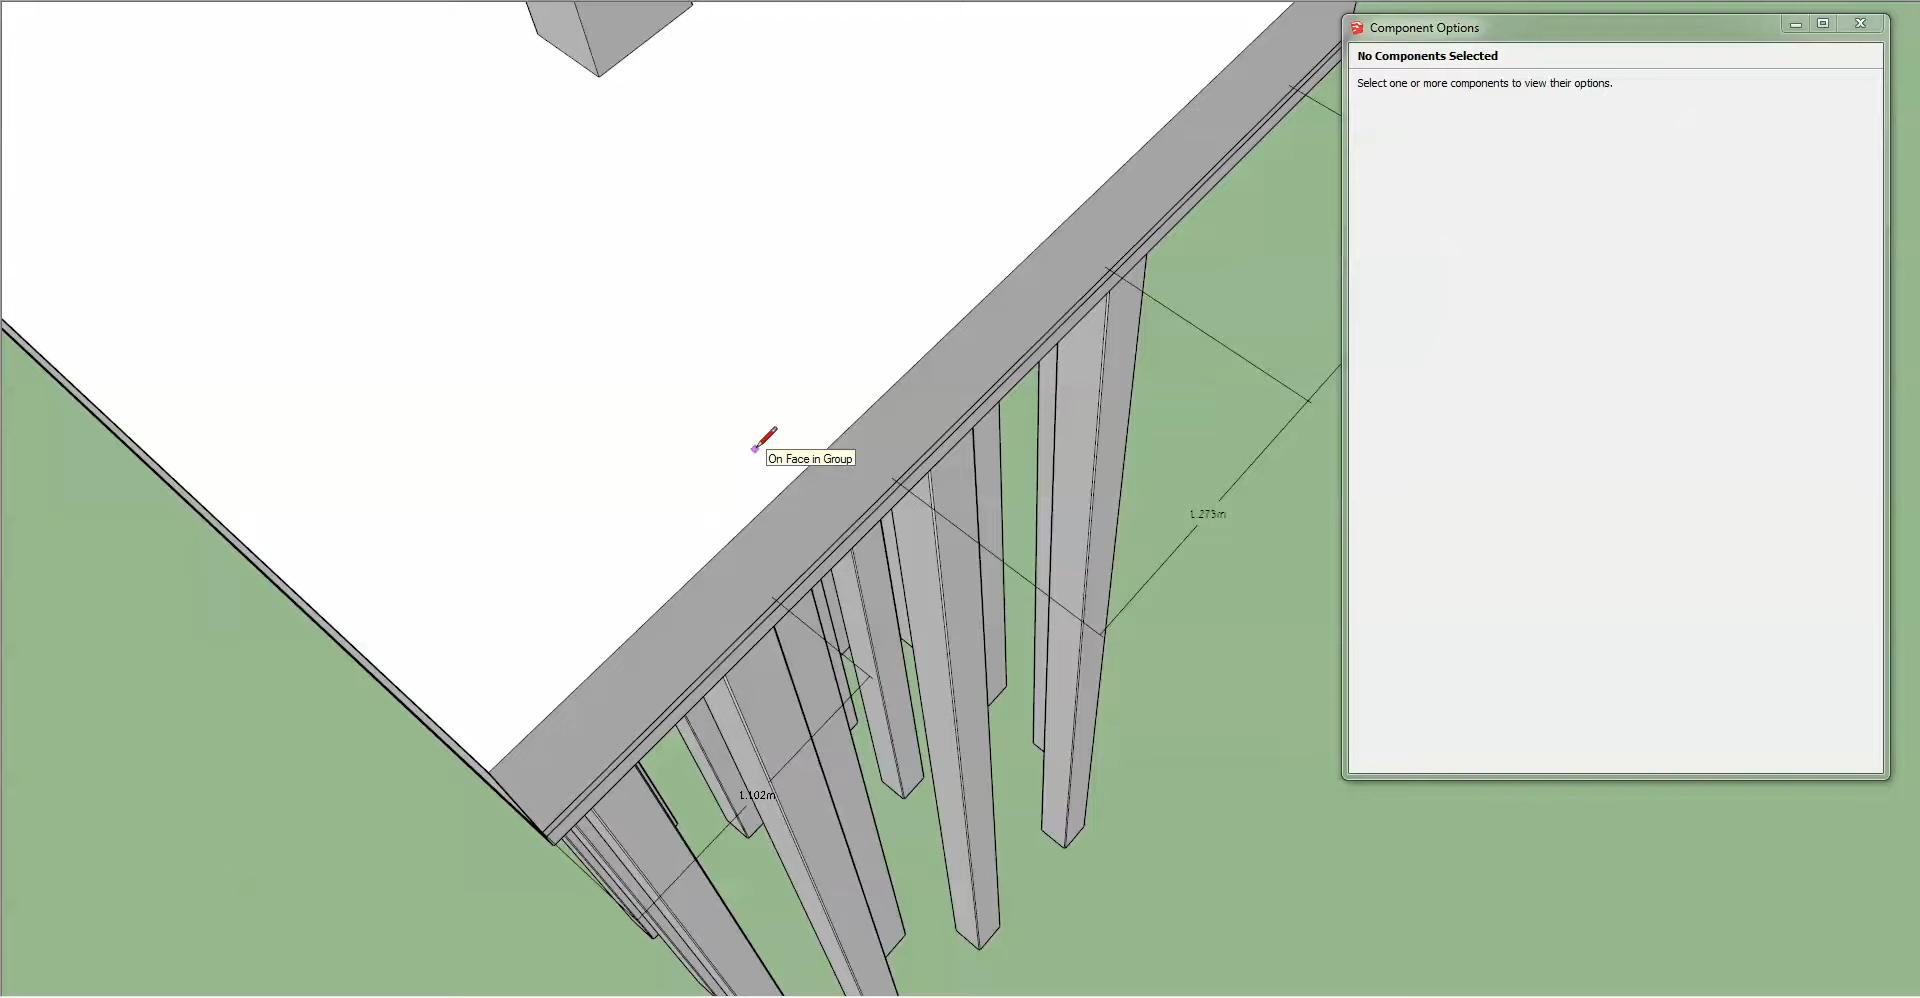 Component Options
No Components Selected
Select one or more components to view their options.
On Face in Group
1.273m
1.102m